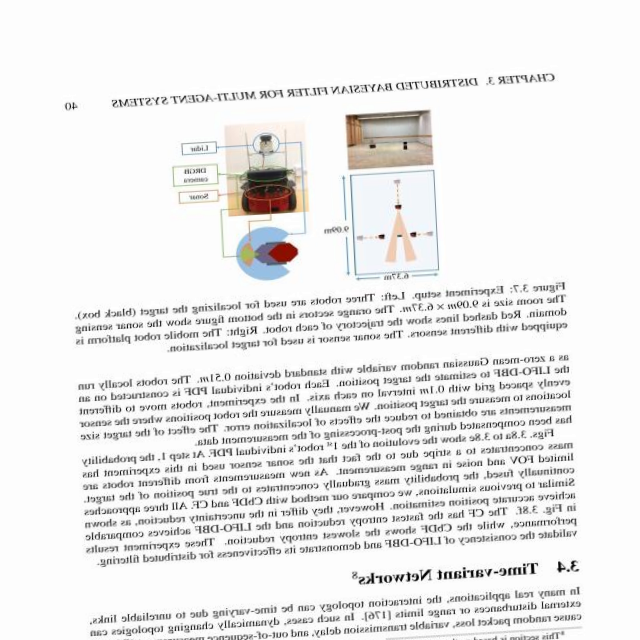 CHAPTER 3. DISTRIBUTED BAYESIAN FILTER FOR MULTI-AGENT SYSTEMS 40
Lidar
DRGB
camera
Sonar
9.09m
6.37m
Figure 3.7: Experiment setup. Left: Three robots are used for localizing the target (black box).
The room size is 9.09m × 6.37m. The orange sectors in the bottom figure show the sonar sensing
domain. Red dashed lines show the trajectory of each robot. Right: The mobile robot platform is
equipped with different sensors. The sonar sensor is used for target localization.
as a zero-mean Gaussian random variable with standard deviation 0.51m. The robots locally run
the LIFO-DBF to estimate the target position. Each robot's individual PDF is constructed on an
evenly spaced grid with 0.1m interval on each axis. In the experiment, robots move to different
locations to measure the target position. We manually measure the robot positions where the sensor
measurements are obtained to reduce the effects of localization error. The effect of the target size
has been compensated during the post-processing of the measurement data.
Figs. 3.8a to 3.8e show the evolution of the 1st robot's individual PDF. At step 1, the probability
mass concentrates to a stripe due to the fact that the sonar sensor used in this experiment has
limited FOV and noise in range measurement. As new measurements from different robots are
continually fused, the probability mass gradually concentrates to the true position of the target.
Similar to previous simulations, we compare our method with CbDF and CF. All three approaches
achieve accurate position estimation. However, they differ in the uncertainty reduction, as shown
in Fig. 3.8f. The CF has the fastest entropy reduction and the LIFO-DBF achieves comparable
performance, while the CbDF shows the slowest entropy reduction. These experiment results
validate the consistency of LIFO-DBF and demonstrate its effectiveness for distributed filtering.
3.4 Time-variant Networks8
In many real applications, the interaction topology can be time-varying due to unreliable links,
external disturbances or range limits [176]. In such cases, dynamically changing topologies can
cause random packet loss, variable transmission delay, and out-of-sequence
This section is based